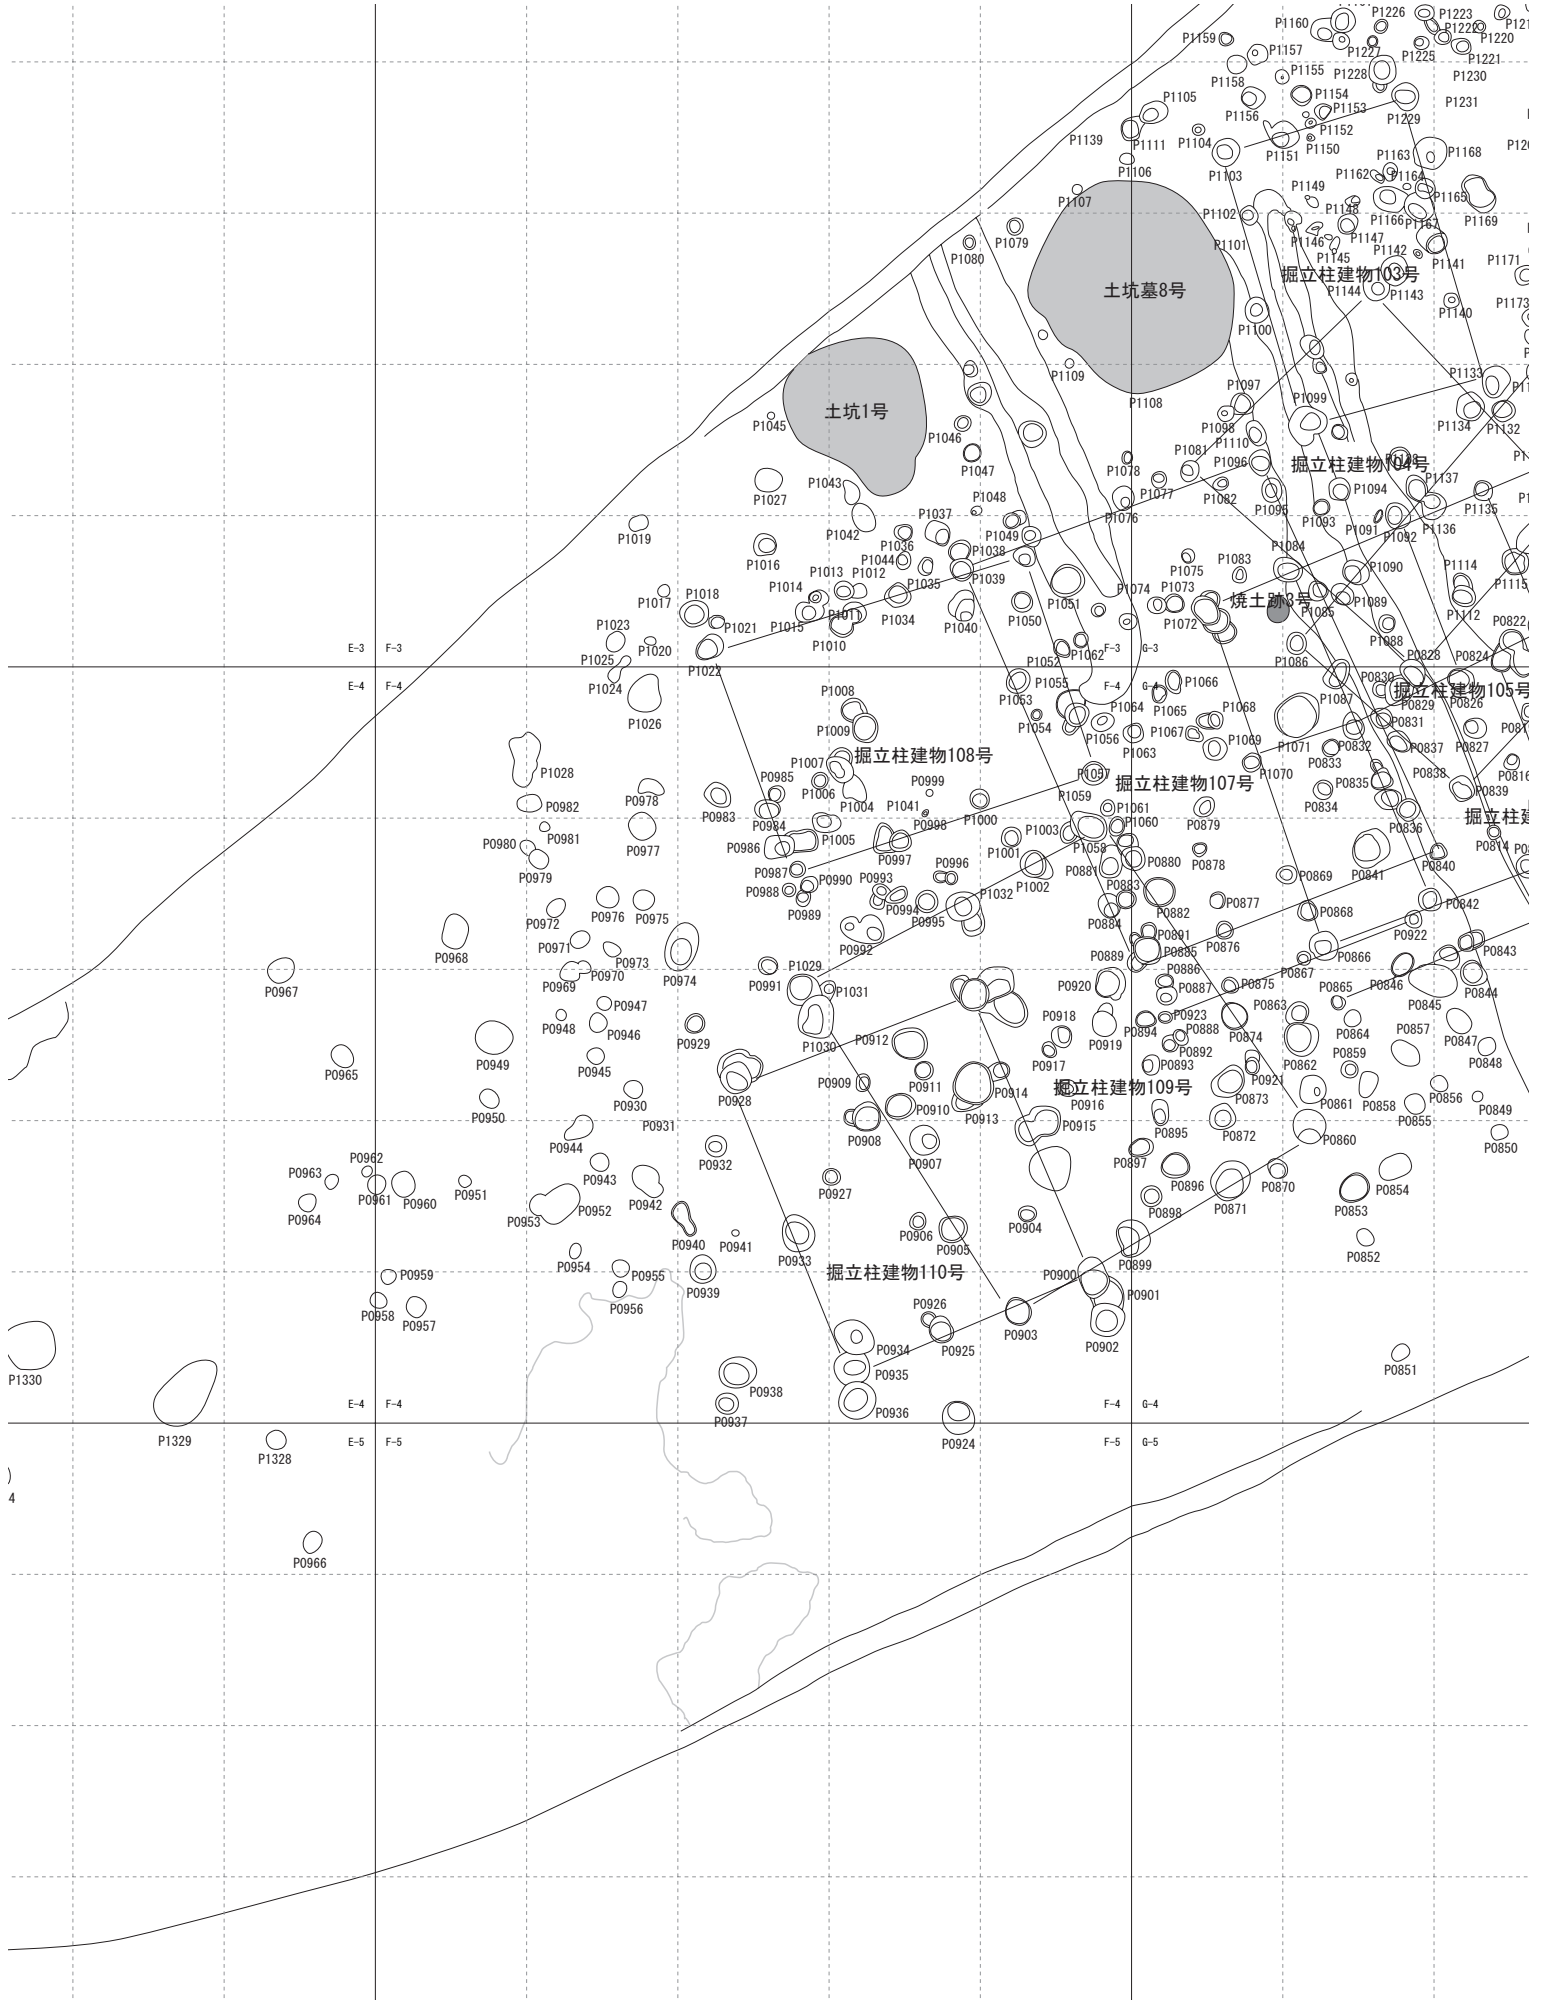 P1160
P1226
P1223
P1222
P1220
P1159
P1157
P1227
P1225
P1221
P1158
P1155
P1228
P1230
P1105
P1154
P1156
P1153
P1231
P1229
P1139
P1111
P1104
P1152
P1151
P1150
P1106
P1103
P1163
P1168
P1162
P1164
P1107
P1149
P1165
P1102
P1148
P1166
P1167
P1169
P1079
P1080
P1101
P1146
P1147
P1145
P1142
P1141
P1171
掘立柱建物103号
土坑墓8号
P1144
P1143
P1140
P1173
P1100
P1109
P1133
P1097
P1108
P1099
土坑1号
P1045
P1098
P1134
P1132
P1046
P1110
P1081
P1078
P1096
掘立柱建物104号
P1047
P1137
P1043
P1027
P1077
P1082
P1094
P1135
P1048
P1095
P1037
P1076
P1093
P1091
P1136
P1042
P1019
P1049
P1092
P1036
P1038
P1084
P1016
P1044
P1075
P1083
P1090
P1114
P1013
P1012
P1035
P1039
P1115
P1014
P1074
P1073
P1017
P1018
P1051
焼土跡3号
P1085
P1089
P1015
P1011
P1034
P1040
P1050
P1072
P1112
P0822
P1023
P1021
P1020
P1010
P1088
E-3
F-3
P1062
F-3
G-3
P1086
P0828
P0824
P1025
P1022
P1052
E-4
F-4
P1024
P1055
F-4
G-4
P1066
P0830
掘立柱建物105号
P1008
P1053
P1087
P0829
P0826
P1026
P1065
P1064
P1068
P0831
P1009
P1054
P1056
P1067
P0827
P1063
P1069
P1071
P0832
P0837
掘立柱建物108号
P1007
P1070
P0833
P1028
P1057
P0838
P0816
P0985
掘立柱建物107号
P0978
P1006
P0999
P1059
P0835
P0839
P0982
P0983
P1004
P1041
P0834
P0984
P0998
P1000
P1061
P0879
P0836
P0981
P1003
P1060
P0980
P0977
P0986
P1005
P0997
P1001
P1058
P0878
P0814
P0979
P0987
P0996
P0881
P0880
P0841
P0840
P0988
P0990
P0993
P1002
P0883
P0869
P0989
P0994
P1032
P0877
P0842
P0976
P0975
P0882
P0868
P0972
P0995
P0884
P0922
P0992
P0891
P0876
P0971
P0843
P0968
P0973
P0885
P0866
P0889
P0970
P1029
P0867
P0967
P0969
P0974
P0991
P1031
P0886
P0920
P0887
P0875
P0846
P0844
P0865
P0845
P0947
P0863
P0948
P0923
P0918
P0894
P0888
P0864
P0857
P0946
P0929
P1030
P0912
P0919
P0874
P0847
P0892
P0949
P0917
P0862
P0859
P0848
P0965
P0945
P0893
P0909
P0911
掘立柱建物109号
P0921
P0914
P0861
P0856
P0930
P0928
P0916
P0873
P0858
P0849
P0950
P0910
P0855
P0931
P0913
P0915
P0908
P0895
P0872
P0860
P0944
P0850
P0962
P0932
P0897
P0963
P0943
P0907
P0961
P0960
P0951
P0927
P0896
P0870
P0854
P0942
P0964
P0952
P0898
P0871
P0853
P0953
P0904
P0940
P0941
P0906
P0905
P0852
P0954
P0933
P0899
P0959
P0955
掘立柱建物110号
P0900
P0939
P0901
P0958
P0956
P0926
P0957
P0903
P0934
P0925
P0902
P0851
P1330
P0935
P0938
E-4
F-4
P0936
F-4
G-4
P0937
P1329
E-5
F-5
P0924
F-5
G-5
P1328
4
P0966